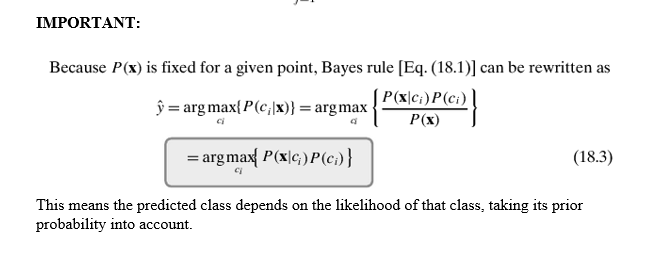 IMPORTANT:
Because P(x) is fixed for a given point, Bayes rule [Eq. (18.1)] can be rewritten as
ŷ = arg max{P(cᵢ|x)} = arg max { P(x|cᵢ)P(cᵢ) / P(x) }
cᵢ cᵢ
= arg max{ P(x|cᵢ)P(cᵢ)} (18.3)
cᵢ
This means the predicted class depends on the likelihood of that class, taking its prior
probability into account.